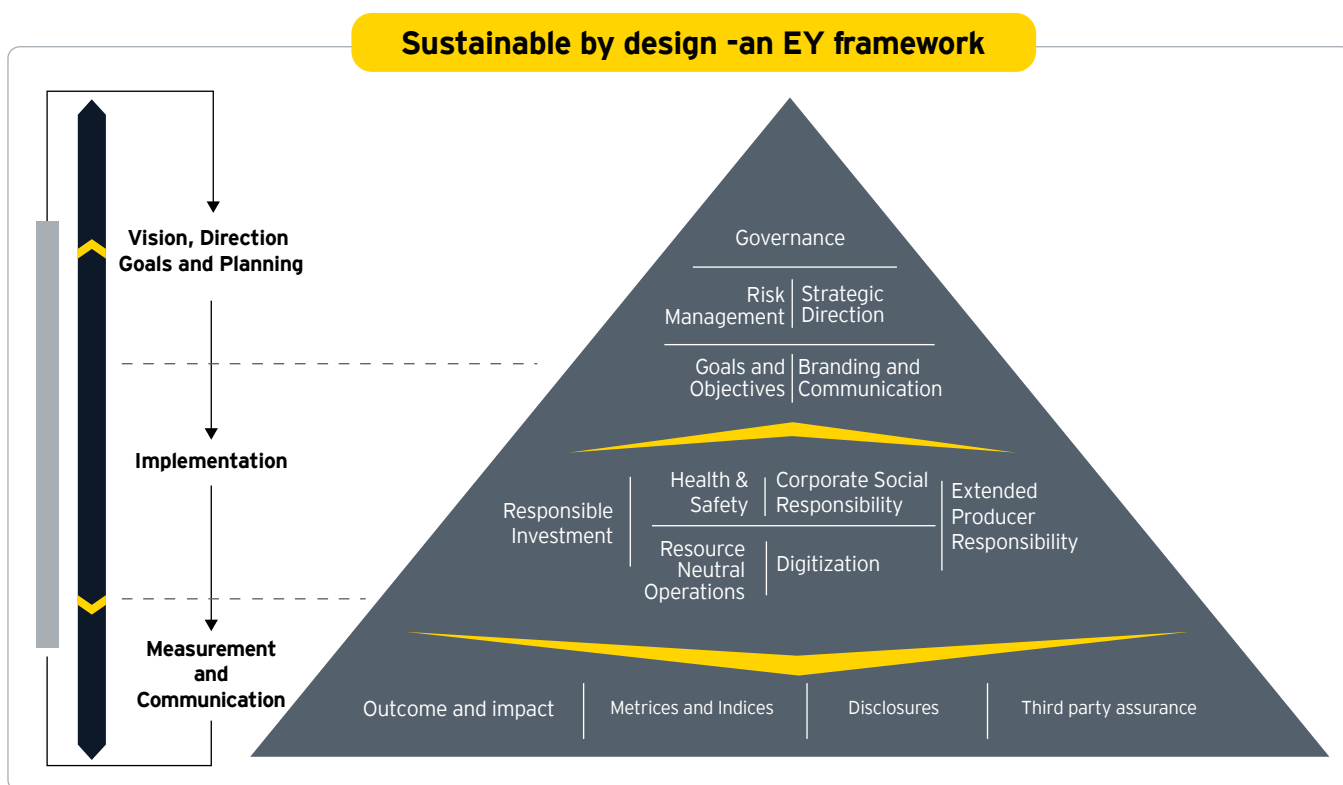 Sustainable by design -an EY framework
Vision, Direction
Goals and Planning
Implementation
Measurement
and
Communication
Governance
Risk
Management
Strategic
Direction
Goals and
Objectives
Branding and
Communication
Responsible
Investment
Health &
Safety
Corporate Social
Responsibility
Resource
Neutral
Operations
Digitization
Extended
Producer
Responsibility
Outcome and impact
Metrices and Indices
Disclosures
Third party assurance